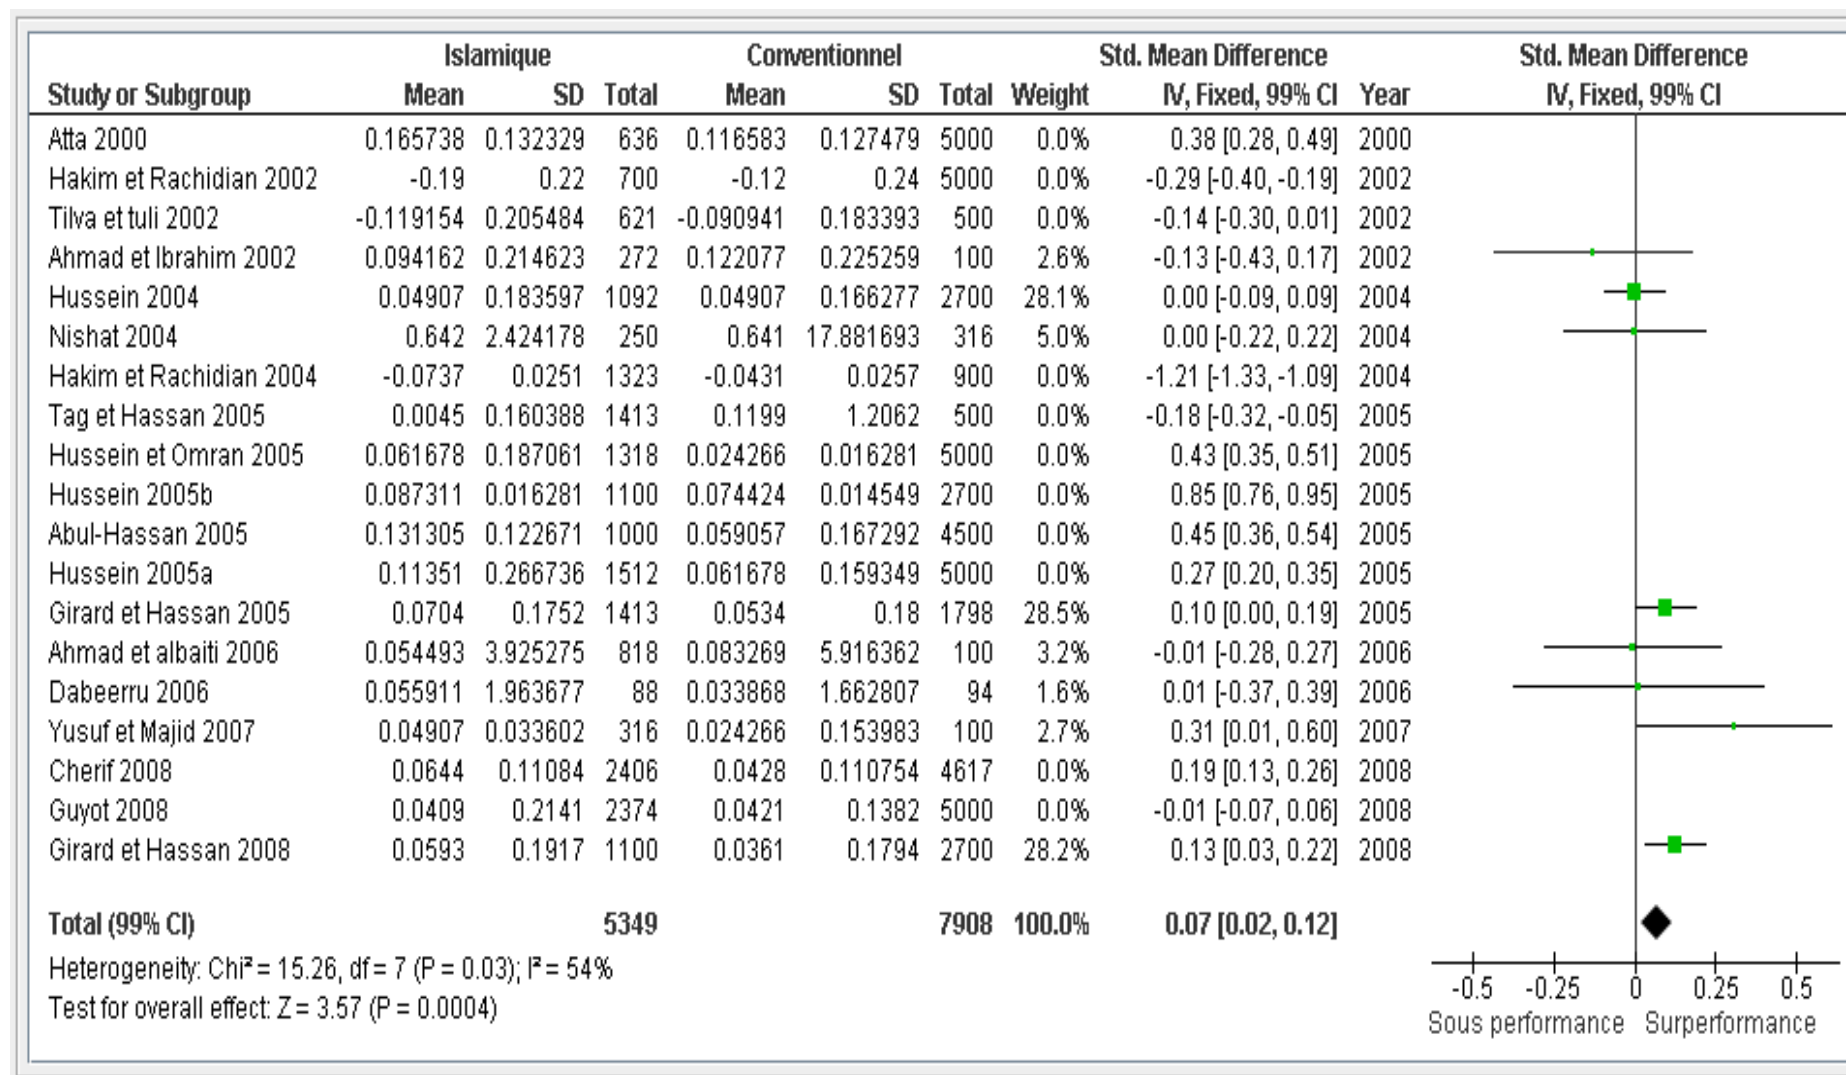 Islamique Conventionnel Std. Mean Difference Std. Mean Difference
Study or Subgroup Mean SD Total Mean SD Total Weight IV, Fixed, 99% CI Year IV, Fixed, 99% CI
Atta 2000 0.165738 0.132329 636 0.116583 0.127479 5000 0.0% 0.38 [0.28, 0.49] 2000
Hakim et Rachidian 2002 -0.19 0.22 700 -0.12 0.24 5000 0.0% -0.29 [-0.40, -0.19] 2002
Tilva et tuli 2002 -0.119154 0.205484 621 -0.090941 0.183393 500 0.0% -0.14 [-0.30, 0.01] 2002
Ahmad et Ibrahim 2002 0.094162 0.214623 272 0.122077 0.225259 100 2.6% -0.13 [-0.43, 0.17] 2002
Hussein 2004 0.04907 0.183597 1092 0.04907 0.166277 2700 28.1% 0.00 [-0.09, 0.09] 2004
Nishat 2004 0.642 2.424178 250 0.641 17.881693 316 5.0% 0.00 [-0.22, 0.22] 2004
Hakim et Rachidian 2004 -0.0737 0.0251 1323 -0.0431 0.0257 900 0.0% -1.21 [-1.33, -1.09] 2004
Tag et Hassan 2005 0.0045 0.160388 1413 0.1199 1.2062 500 0.0% -0.18 [-0.32, -0.05] 2005
Hussein et Omran 2005 0.061678 0.187061 1318 0.024266 0.016281 5000 0.0% 0.43 [0.35, 0.51] 2005
Hussein 2005b 0.087311 0.016281 1100 0.074424 0.014549 2700 0.0% 0.85 [0.76, 0.95] 2005
Abul-Hassan 2005 0.131305 0.122671 1000 0.059057 0.167292 4500 0.0% 0.45 [0.36, 0.54] 2005
Hussein 2005a 0.11351 0.266736 1512 0.061678 0.159349 5000 0.0% 0.27 [0.20, 0.35] 2005
Girard et Hassan 2005 0.0704 0.1752 1413 0.0534 0.18 1798 28.5% 0.10 [0.00, 0.19] 2005
Ahmad et albaiti 2006 0.054493 3.925275 818 0.083269 5.916362 100 3.2% -0.01 [-0.28, 0.27] 2006
Dabeerru 2006 0.055911 1.963677 88 0.033868 1.662807 94 1.6% 0.01 [-0.37, 0.39] 2006
Yusuf et Majid 2007 0.04907 0.033602 316 0.024266 0.153983 100 2.7% 0.31 [0.01, 0.60] 2007
Cherif 2008 0.0644 0.11084 2406 0.0428 0.110754 4617 0.0% 0.19 [0.13, 0.26] 2008
Guyot 2008 0.0409 0.2141 2374 0.0421 0.1382 5000 0.0% -0.01 [-0.07, 0.06] 2008
Girard et Hassan 2008 0.0593 0.1917 1100 0.0361 0.1794 2700 28.2% 0.13 [0.03, 0.22] 2008
Total (99% CI) 5349 7908 100.0% 0.07 [0.02, 0.12]
Heterogeneity: Chi² = 15.26, df = 7 (P = 0.03); I² = 54%
Test for overall effect: Z = 3.57 (P = 0.0004)
-0.5 -0.25 0 0.25 0.5
Sous performance Surperformance